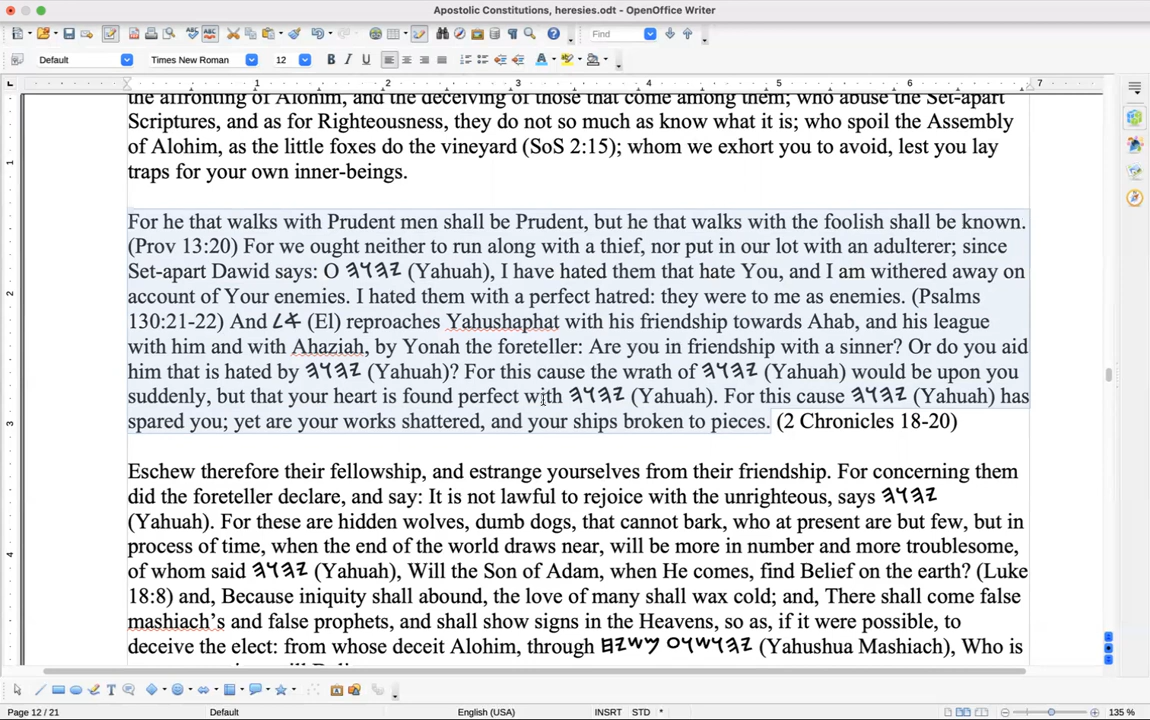 Apostolic Constitutions, heresies.odt - OpenOffice Writer
Find
Default Times New Roman 12 B I U
1 2 3 4 5 6 7
the affronting of Alohim, and the deceiving of those that come among them; who abuse the Set-apart
Scriptures, and as for Righteousness, they do not so much as know what it is; who spoil the Assembly
of Alohim, as the little foxes do the vineyard (SoS 2:15); whom we exhort you to avoid, lest you lay
traps for your own inner-beings.
For he that walks with Prudent men shall be Prudent, but he that walks with the foolish shall be known.
(Prov 13:20) For we ought neither to run along with a thief, nor put in our lot with an adulterer; since
Set-apart Dawid says: O 𐤉𐤄𐤅𐤄 (Yahuah), I have hated them that hate You, and I am withered away on
account of Your enemies. I hated them with a perfect hatred: they were to me as enemies. (Psalms
130:21-22) And 𐤀𐤋 (El) reproaches Yahushaphat with his friendship towards Ahab, and his league
with him and with Ahaziah, by Yonah the foreteller: Are you in friendship with a sinner? Or do you aid
him that is hated by 𐤉𐤄𐤅𐤄 (Yahuah)? For this cause the wrath of 𐤉𐤄𐤅𐤄 (Yahuah) would be upon you
suddenly, but that your heart is found perfect with 𐤉𐤄𐤅𐤄 (Yahuah). For this cause 𐤉𐤄𐤅𐤄 (Yahuah) has
spared you; yet are your works shattered, and your ships broken to pieces. (2 Chronicles 18-20)
Eschew therefore their fellowship, and estrange yourselves from their friendship. For concerning them
did the foreteller declare, and say: It is not lawful to rejoice with the unrighteous, says 𐤉𐤄𐤅𐤄
(Yahuah). For these are hidden wolves, dumb dogs, that cannot bark, who at present are but few, but in
process of time, when the end of the world draws near, will be more in number and more troublesome,
of whom said 𐤉𐤄𐤅𐤄 (Yahuah), Will the Son of Adam, when He comes, find Belief on the earth? (Luke
18:8) and, Because iniquity shall abound, the love of many shall wax cold; and, There shall come false
mashiach’s and false prophets, and shall show signs in the Heavens, so as, if it were possible, to
deceive the elect: from whose deceit Alohim, through 𐤉𐤄𐤅𐤔𐤅𐤏 𐤌𐤔𐤉𐤇 (Yahushua Mashiach), Who is
1
2
3
4
Page 12 / 21 Default English (USA) INSRT STD * 135 %